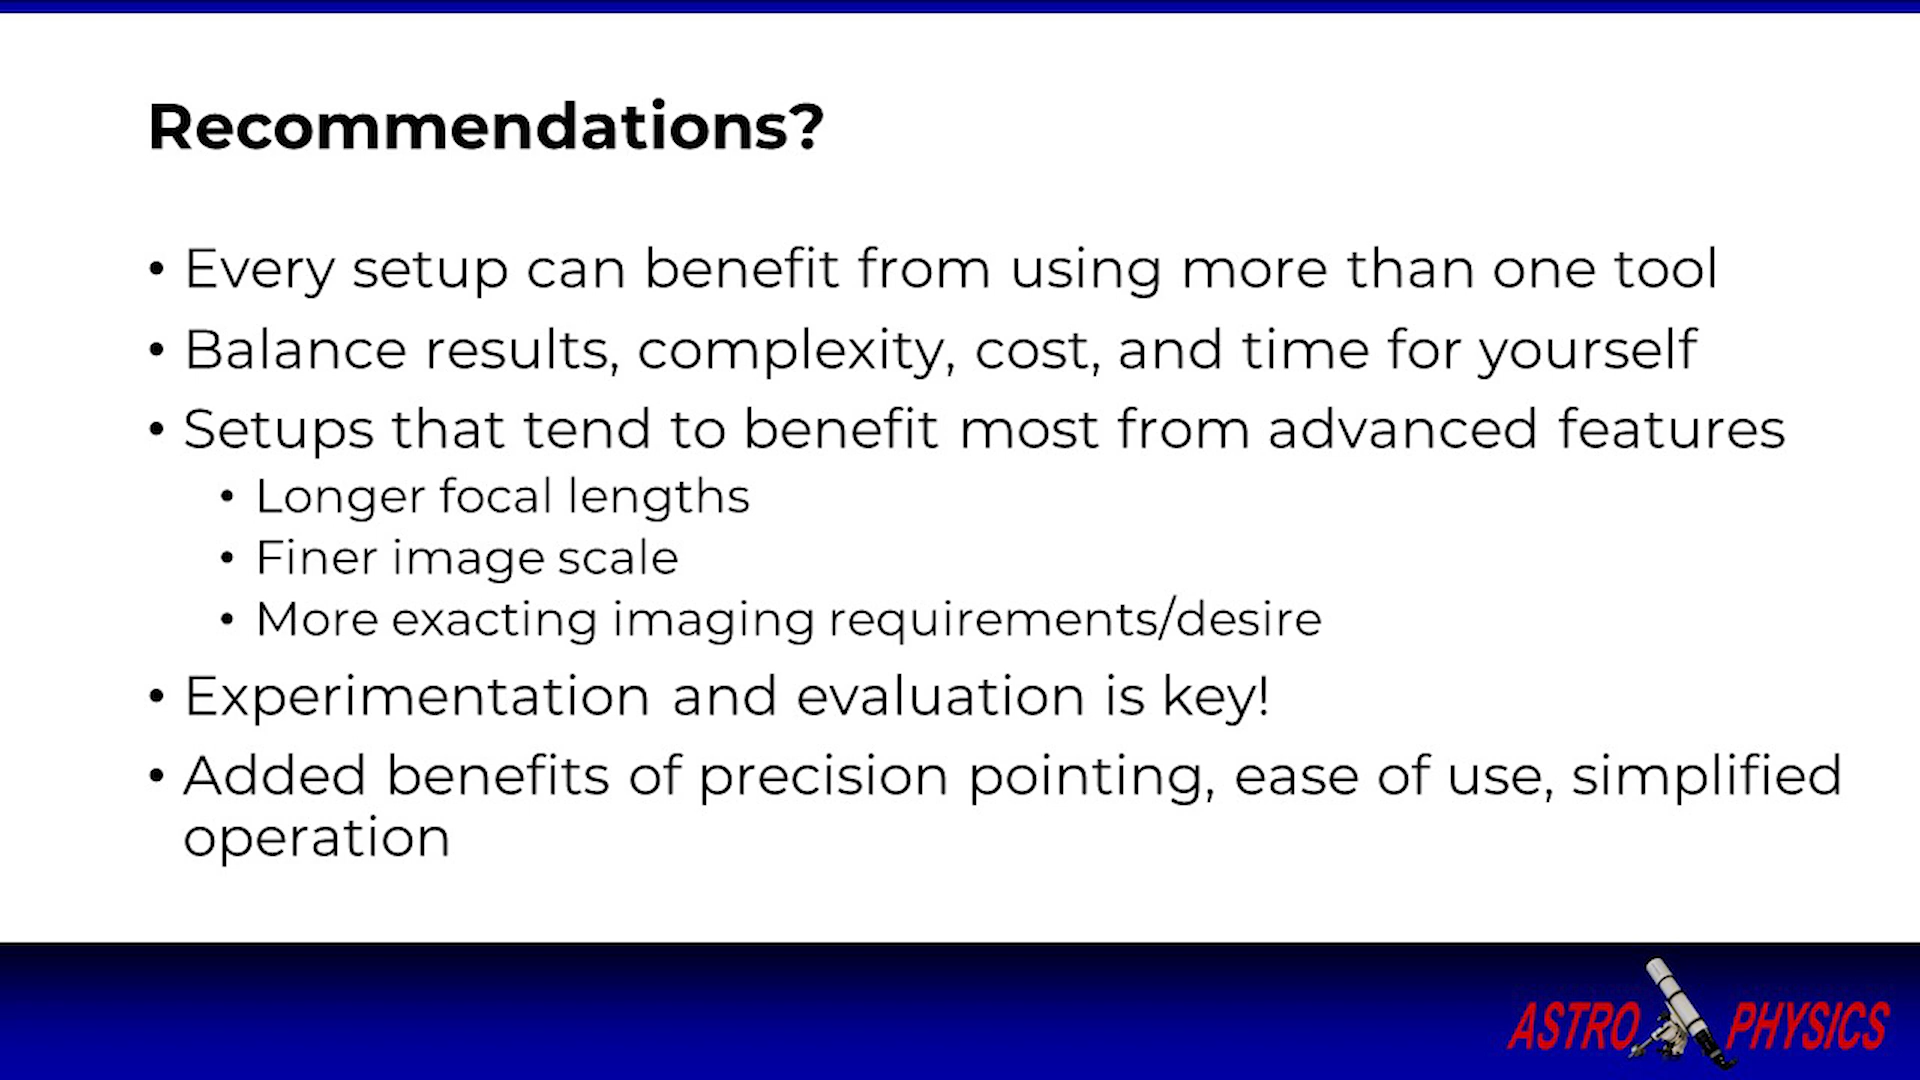 Recommendations?
• Every setup can benefit from using more than one tool
• Balance results, complexity, cost, and time for yourself
• Setups that tend to benefit most from advanced features
• Longer focal lengths
• Finer image scale
• More exacting imaging requirements/desire
• Experimentation and evaluation is key!
• Added benefits of precision pointing, ease of use, simplified
operation
ASTRO PHYSICS